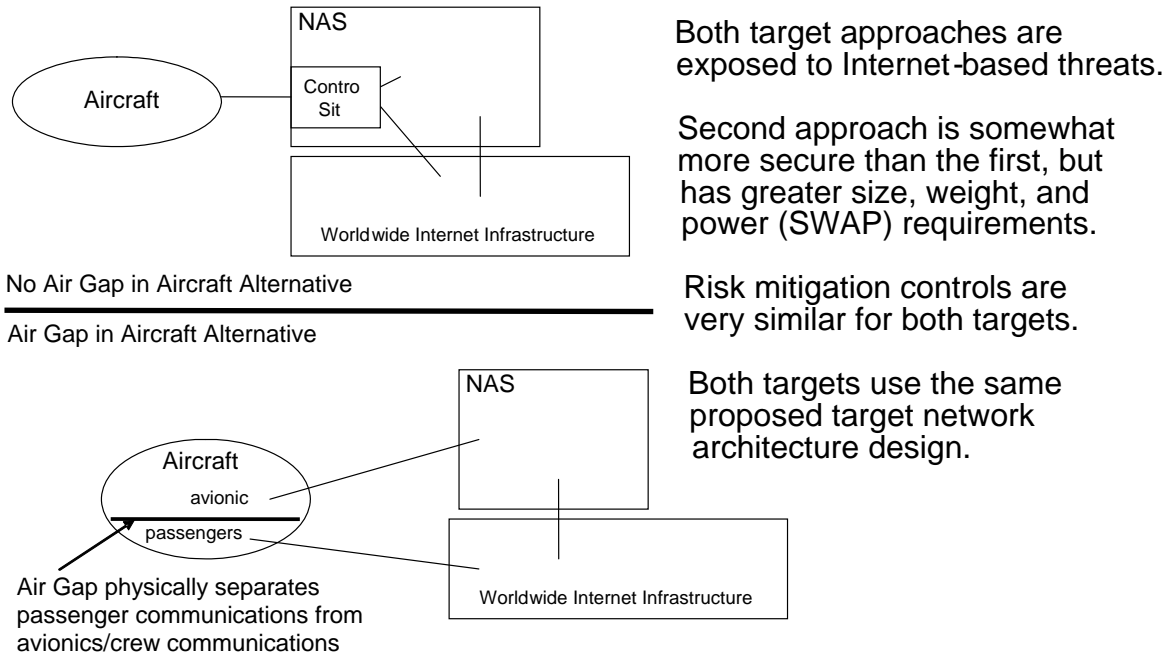 NAS
Aircraft
Contro
Sit
Worldwide Internet Infrastructure
No Air Gap in Aircraft Alternative
Air Gap in Aircraft Alternative
NAS
Aircraft
avionic
passengers
Worldwide Internet Infrastructure
Air Gap physically separates
passenger communications from
avionics/crew communications
Both target approaches are
exposed to Internet-based threats.
Second approach is somewhat
more secure than the first, but
has greater size, weight, and
power (SWAP) requirements.
Risk mitigation controls are
very similar for both targets.
Both targets use the same
proposed target network
architecture design.